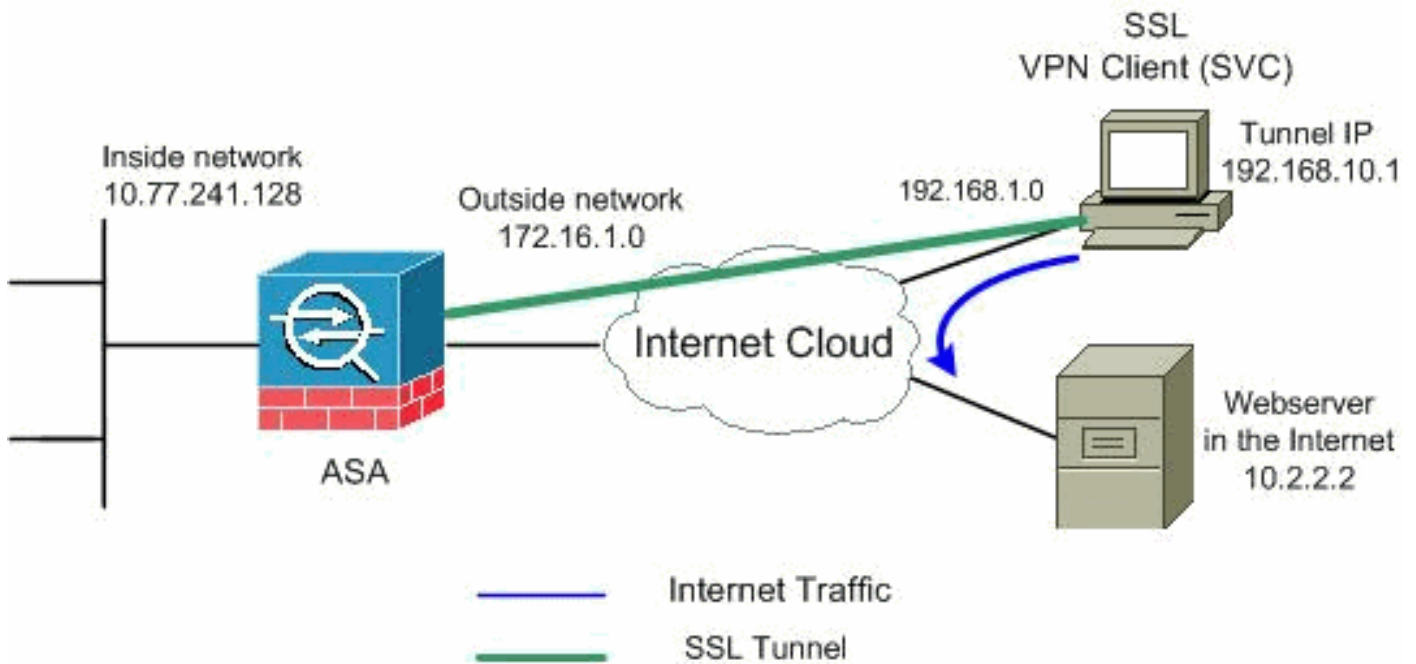 SSL
VPN Client (SVC)
Tunnel IP
192.168.10.1
Inside network
10.77.241.128
Outside network
172.16.1.0
192.168.1.0
Internet Cloud
ASA
Webserver
in the Internet
10.2.2.2
Internet Traffic
SSL Tunnel